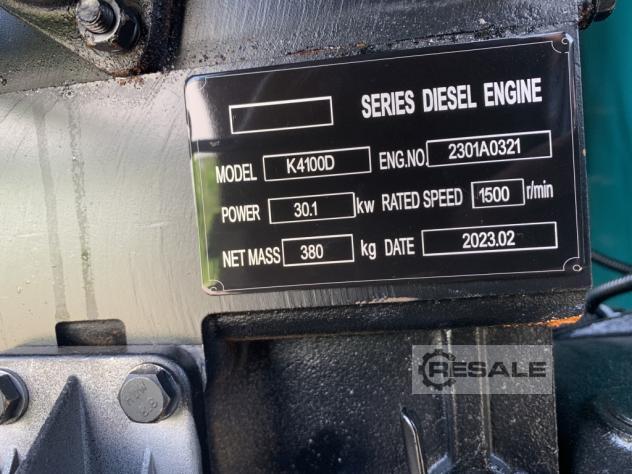 SERIES DIESEL ENGINE
MODEL K4100D ENG.NO. 2301A0321
POWER 30.1 kw RATED SPEED 1500 r/min
NET MASS 380 kg DATE 2023.02
RESALE